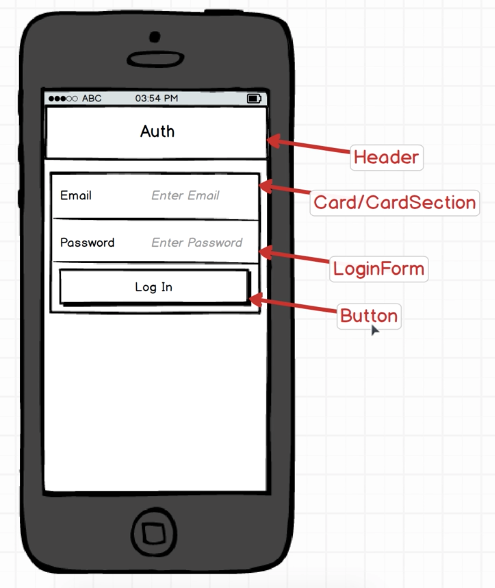 ABC 03:54 PM
Auth
Header
Email Enter Email
Card/CardSection
Password Enter Password
LoginForm
Log In
Button